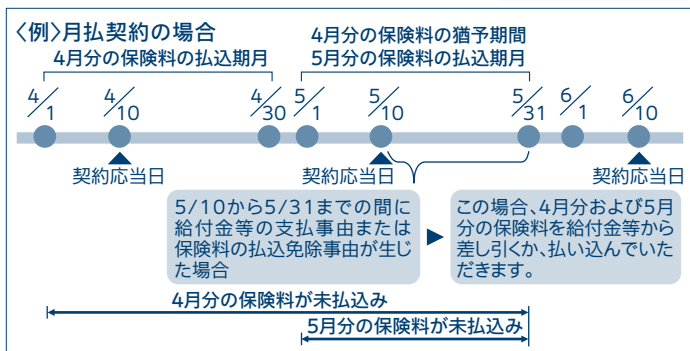 〈例〉月払契約の場合
4月分の保険料の払込期月
4月分の保険料の猶予期間
5月分の保険料の払込期月
4/1 4/10 4/30 5/1 5/10 5/31 6/1 6/10
契約応当日 契約応当日 契約応当日
5/10から5/31までの間に
給付金等の支払事由または
保険料の払込免除事由が生じ
た場合
この場合、4月分および5月
分の保険料を給付金等から
差し引くか、払い込んでいた
だきます。
4月分の保険料が未払込み
5月分の保険料が未払込み